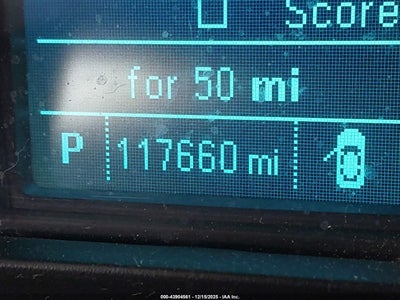 Score
for 50 mi
P 117660 mi
000-43904561 - 12/15/2025 - IAA Inc.